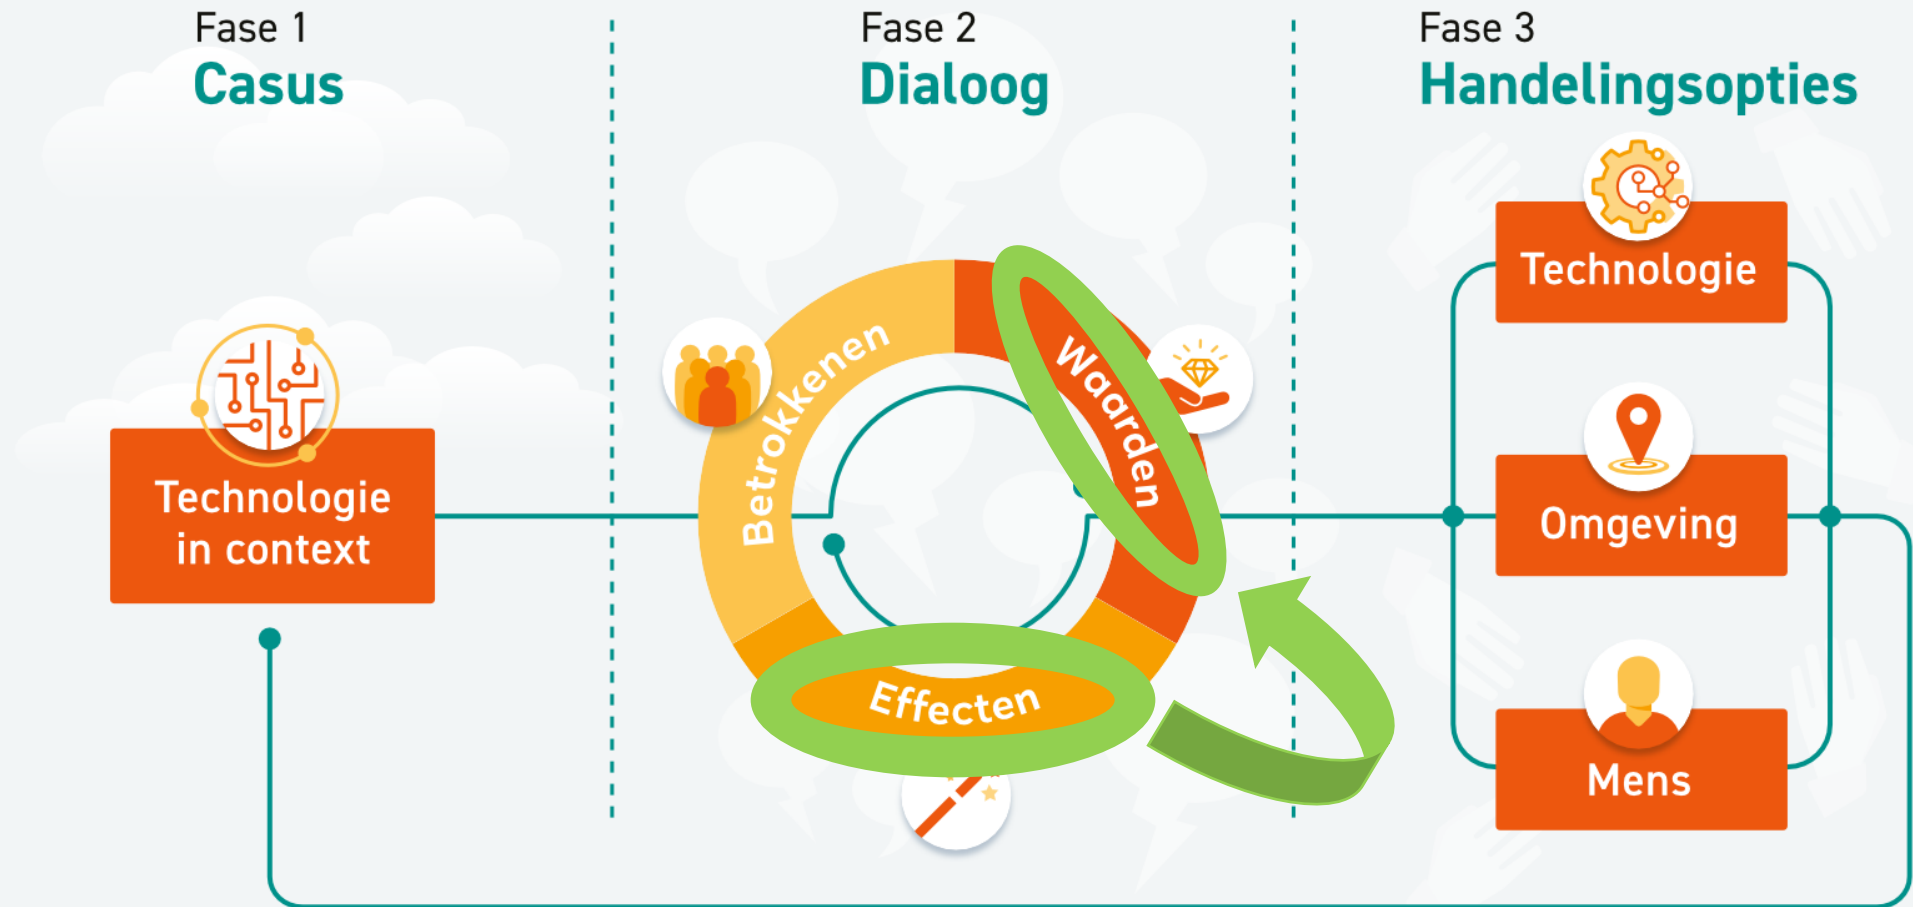 Fase 1
Casus
Technologie
in context
Fase 2
Dialoog
Betrokkenen
Waarden
Effecten
Fase 3
Handelingsopties
Technologie
Omgeving
Mens